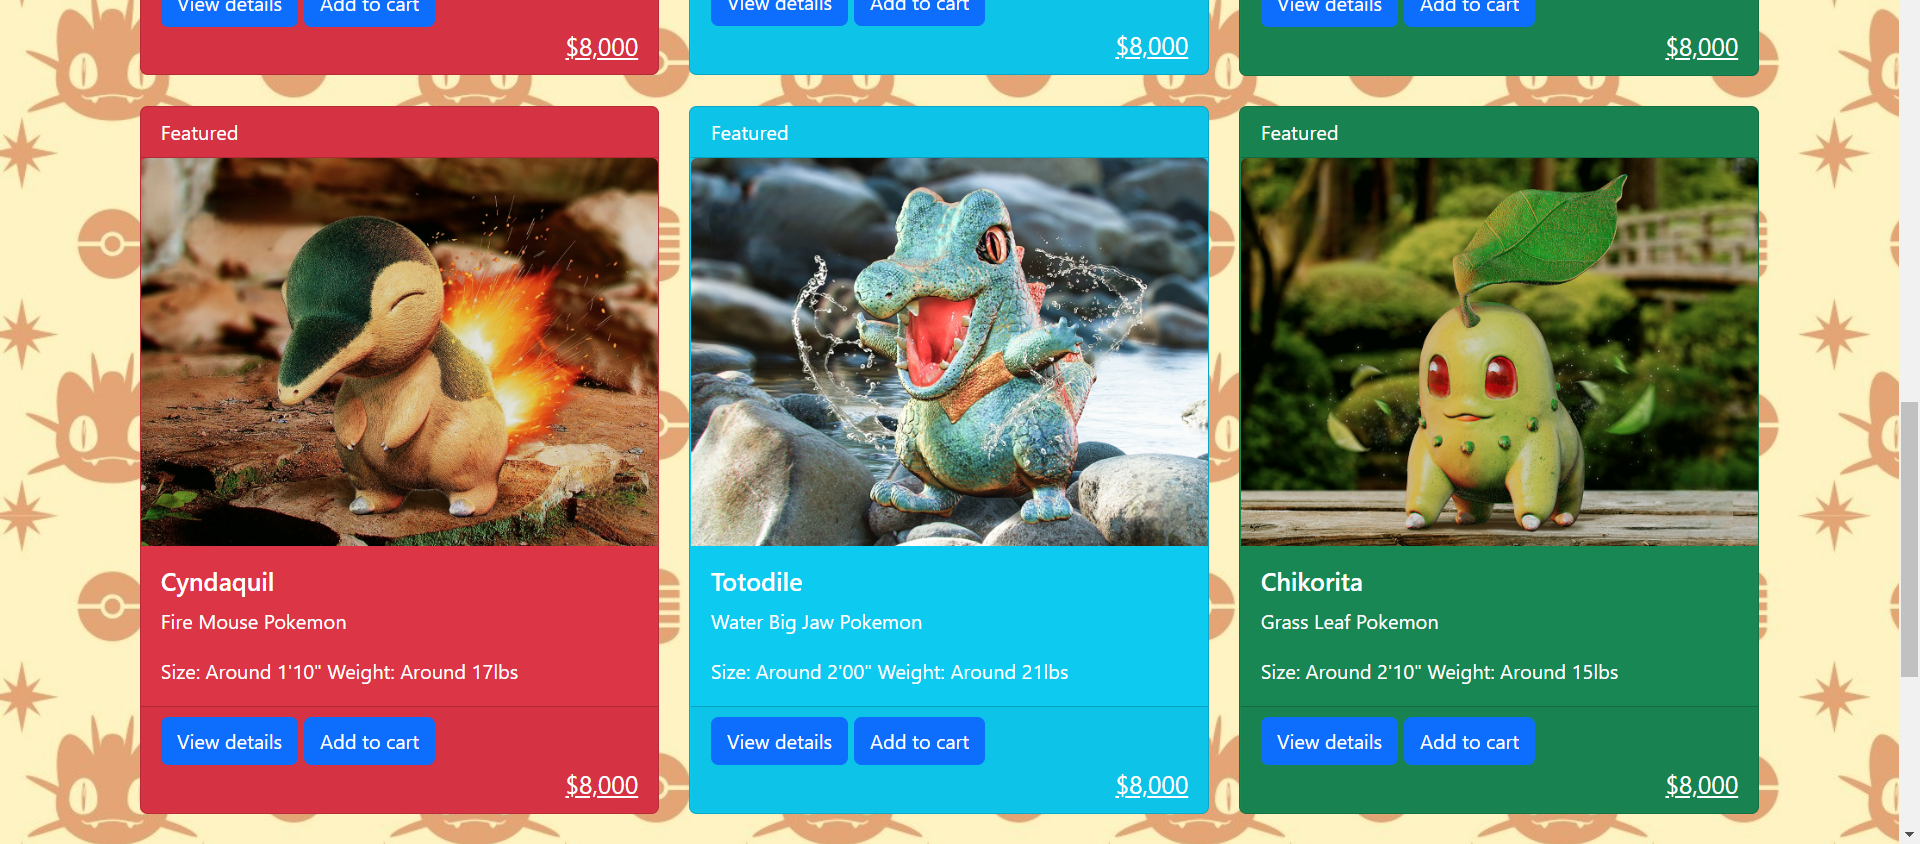 View details Add to cart
$8,000
View details Add to cart
$8,000
View details Add to cart
$8,000
Featured
Cyndaquil
Fire Mouse Pokemon
Size: Around 1'10" Weight: Around 17lbs
View details Add to cart
$8,000
Featured
Totodile
Water Big Jaw Pokemon
Size: Around 2'00" Weight: Around 21lbs
View details Add to cart
$8,000
Featured
Chikorita
Grass Leaf Pokemon
Size: Around 2'10" Weight: Around 15lbs
View details Add to cart
$8,000